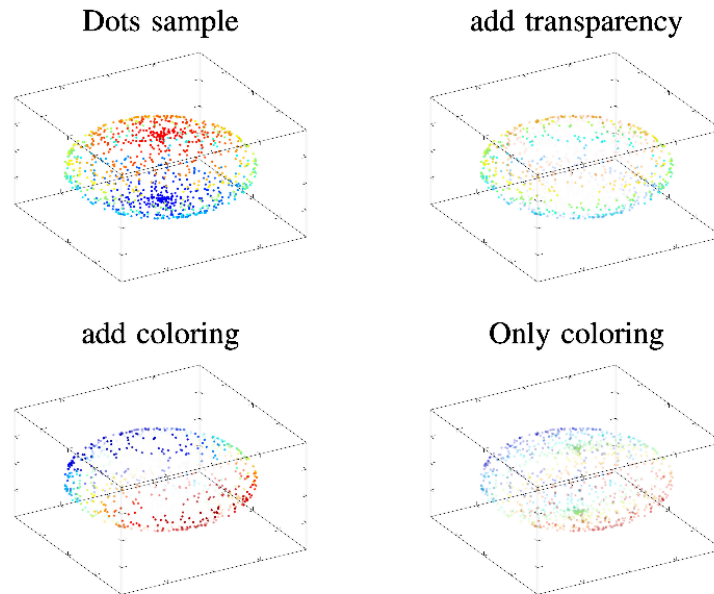 Dots sample
add transparency
add coloring
Only coloring